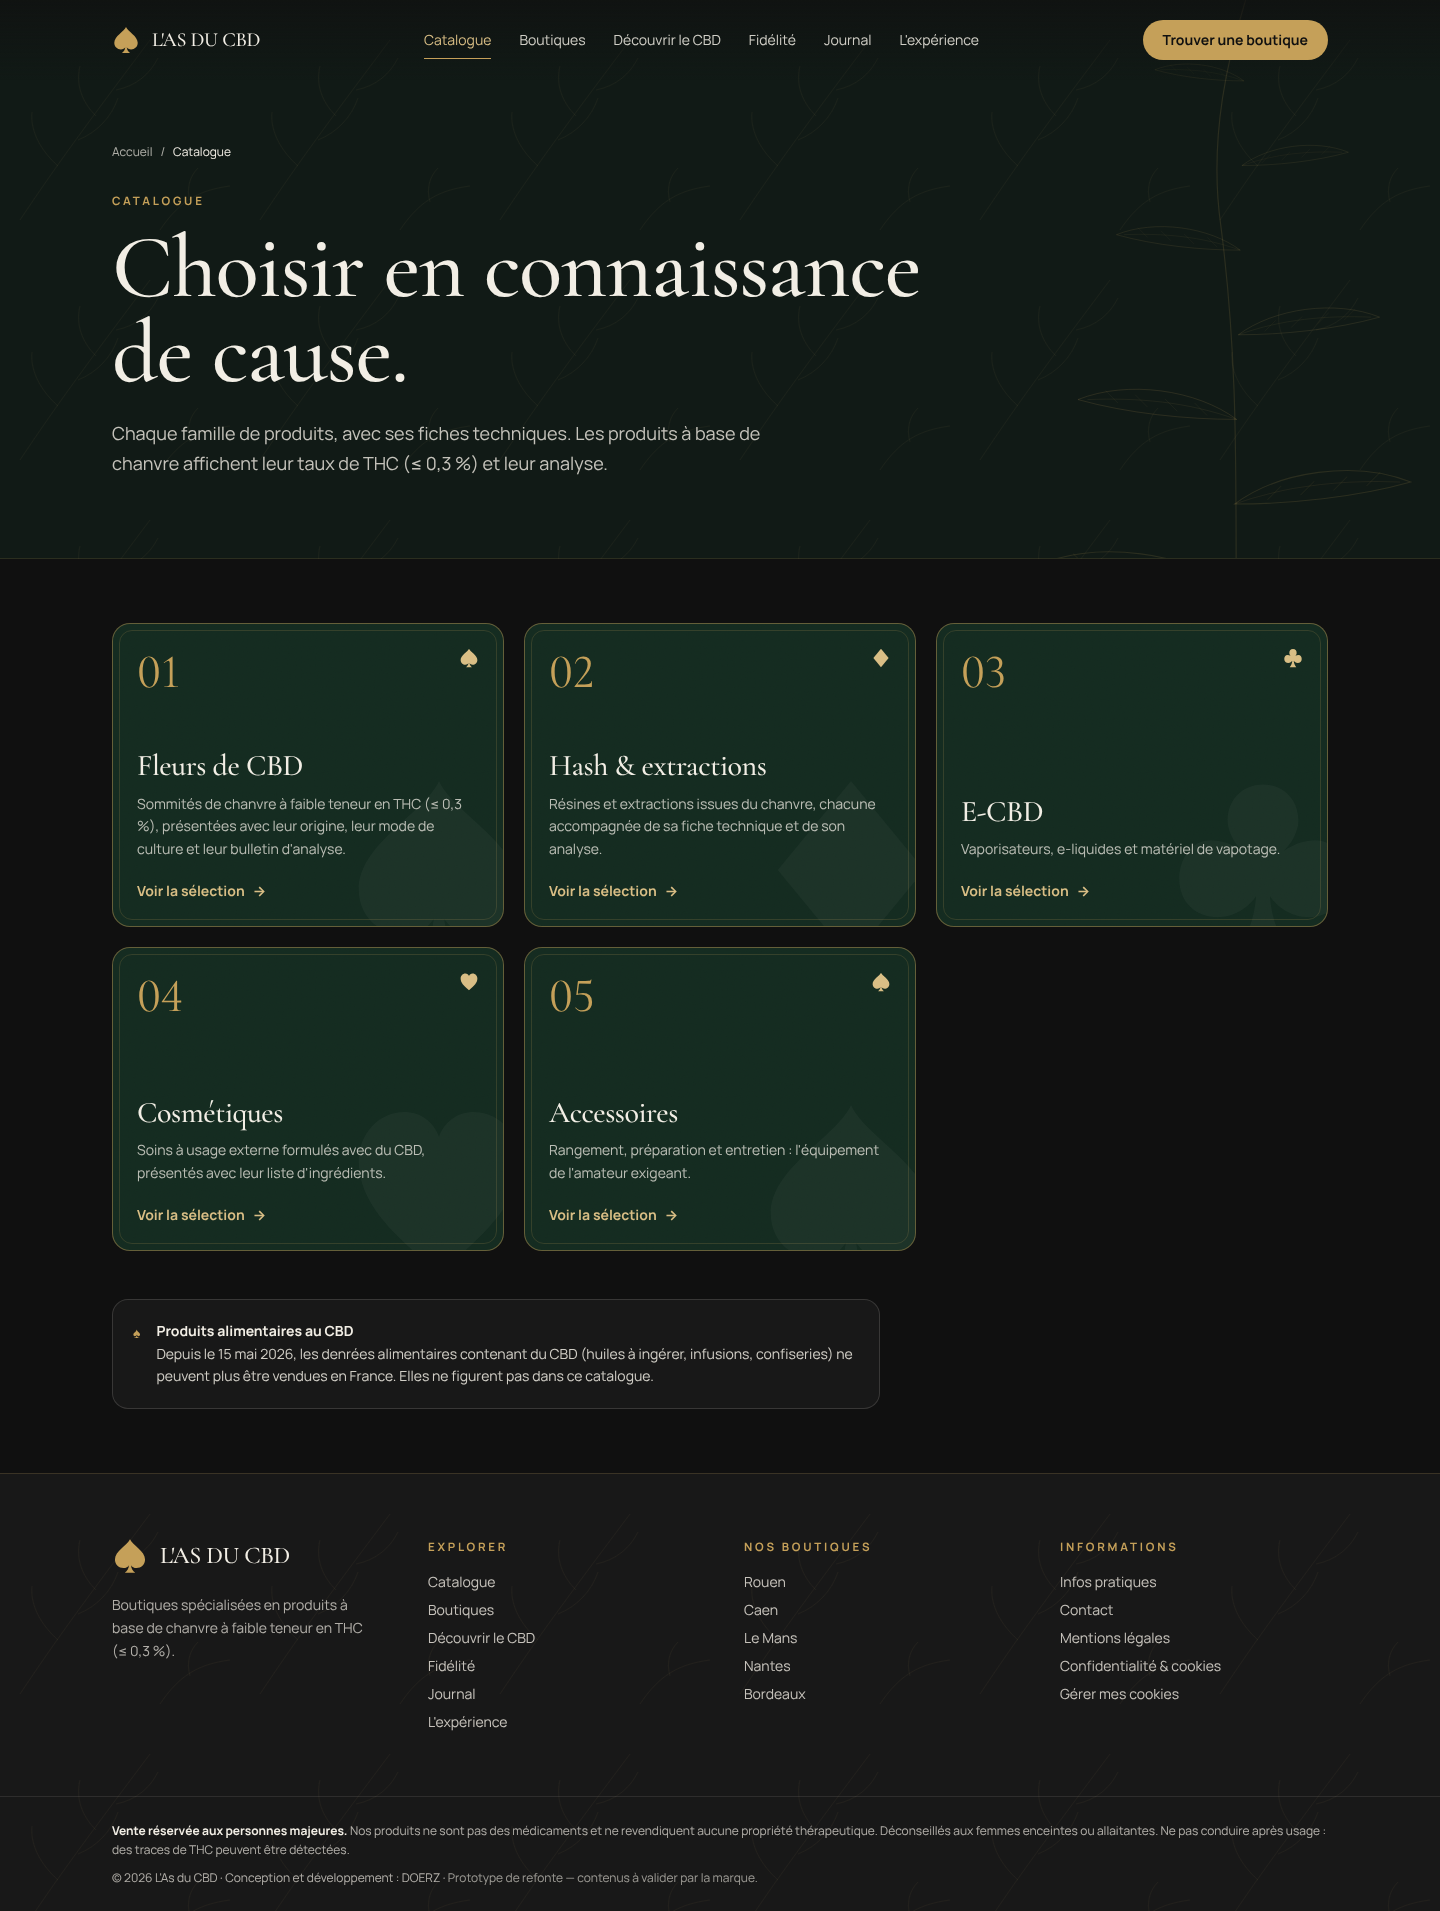 L'AS DU CBD
Catalogue
Boutiques
Découvrir le CBD
Fidélité
Journal
L'expérience
Trouver une boutique
Accueil / Catalogue
CATALOGUE
Choisir en connaissance
de cause.
Chaque famille de produits, avec ses fiches techniques. Les produits à base de
chanvre affichent leur taux de THC (≤ 0,3 %) et leur analyse.
01
Fleurs de CBD
Sommités de chanvre à faible teneur en THC (≤ 0,3
%), présentées avec leur origine, leur mode de
culture et leur bulletin d'analyse.
Voir la sélection →
02
Hash & extractions
Résines et extractions issues du chanvre, chacune
accompagnée de sa fiche technique et de son
analyse.
Voir la sélection →
03
E-CBD
Vaporisateurs, e-liquides et matériel de vapotage.
Voir la sélection →
04
Cosmétiques
Soins à usage externe formulés avec du CBD,
présentés avec leur liste d'ingrédients.
Voir la sélection →
05
Accessoires
Rangement, préparation et entretien : l'équipement
de l'amateur exigeant.
Voir la sélection →
♠ Produits alimentaires au CBD
Depuis le 15 mai 2026, les denrées alimentaires contenant du CBD (huiles à ingérer, infusions, confiseries) ne
peuvent plus être vendues en France. Elles ne figurent pas dans ce catalogue.
L'AS DU CBD
Boutiques spécialisées en produits à
base de chanvre à faible teneur en THC
(≤ 0,3 %).
EXPLORER
Catalogue
Boutiques
Découvrir le CBD
Fidélité
Journal
L'expérience
NOS BOUTIQUES
Rouen
Caen
Le Mans
Nantes
Bordeaux
INFORMATIONS
Infos pratiques
Contact
Mentions légales
Confidentialité & cookies
Gérer mes cookies
Vente réservée aux personnes majeures. Nos produits ne sont pas des médicaments et ne revendiquent aucune propriété thérapeutique. Déconseillés aux femmes enceintes ou allaitantes. Ne pas conduire après usage :
des traces de THC peuvent être détectées.
© 2026 L'As du CBD · Conception et développement : DOERZ · Prototype de refonte — contenus à valider par la marque.